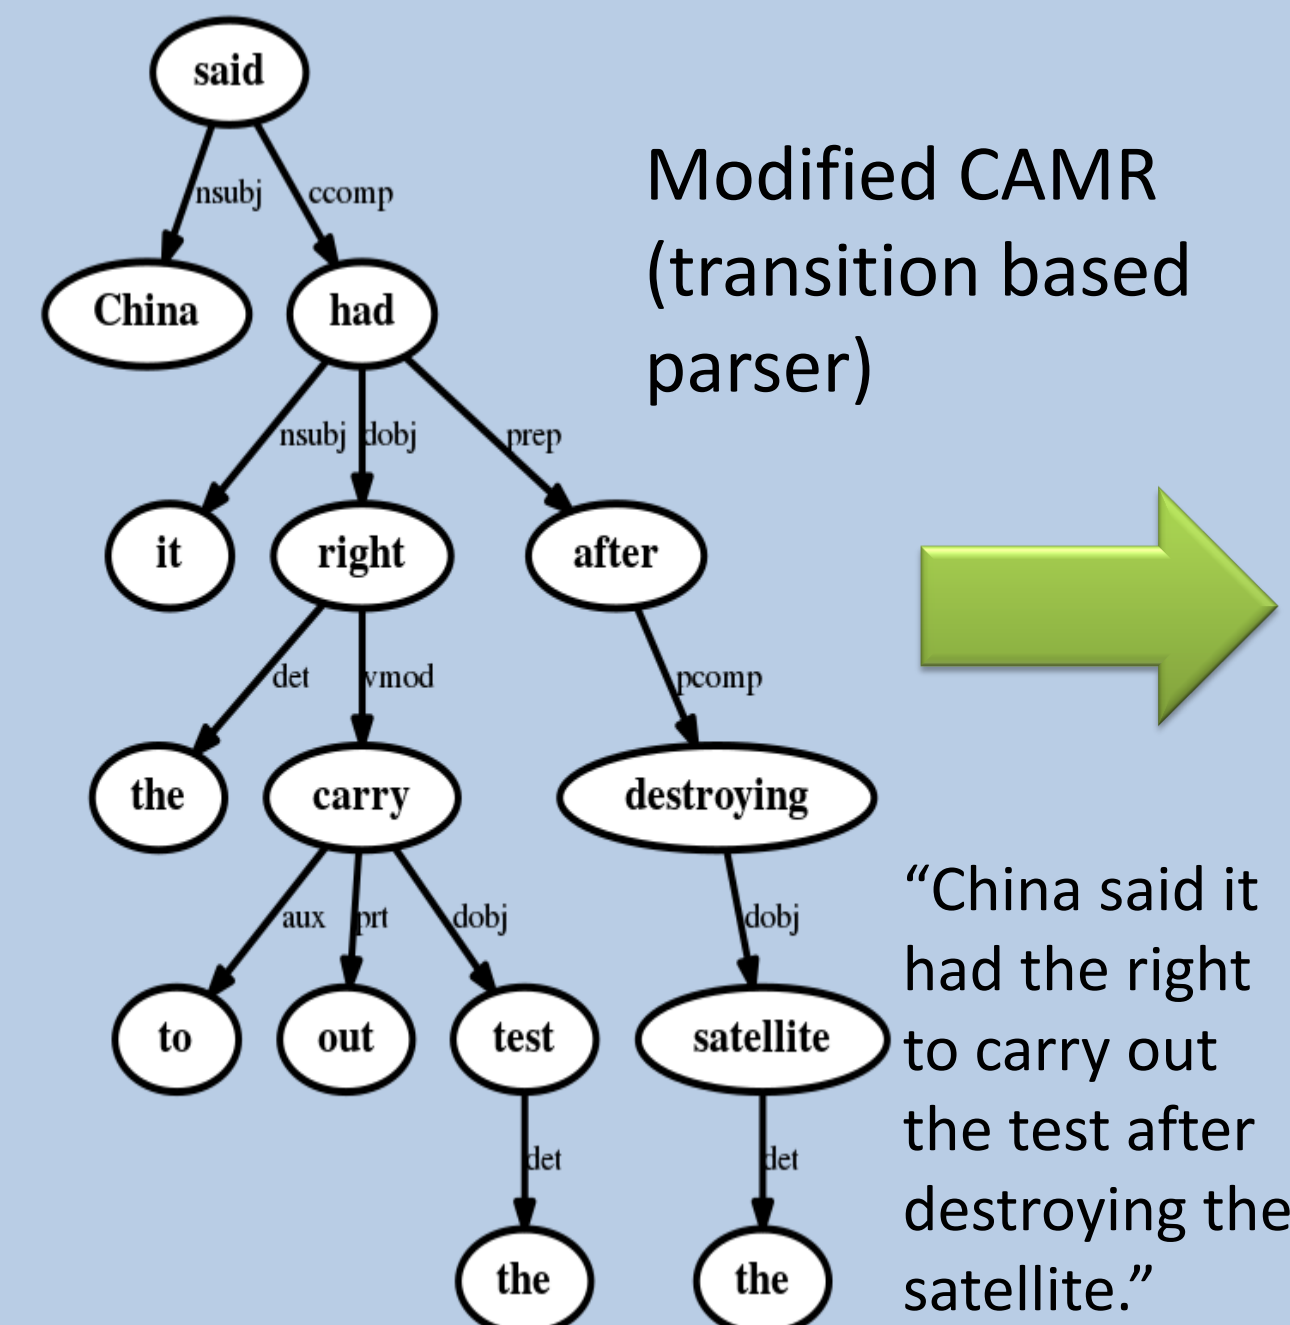 said
nsubj ccomp
Modified CAMR
(transition based
parser)
China had
nsubj dobj prep
it right after
det vmod pcomp
the carry destroying
“China said it
had the right
to carry out
the test after
destroying the
satellite.”
aux prt dobj dobj
to out test satellite
det det
the the